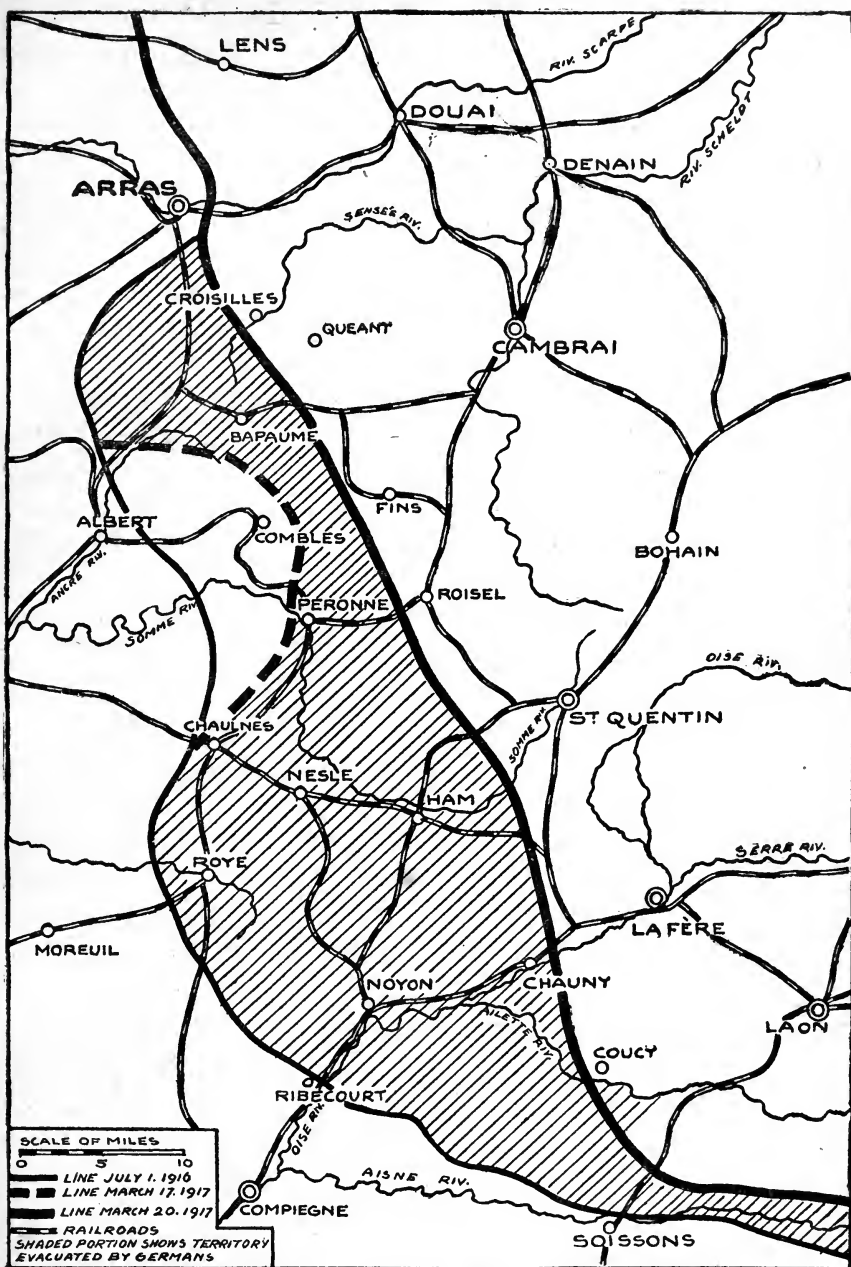 LENS
RIV. SCARPE
DOUAI
DENAIN
RIV. SCHELDT
ARRAS
SENSÉE RIV.
CROISILLES
QUEANT
CAMBRAI
BAPAUME
FINS
ALBERT
COMBLES
BOHAIN
ANCRE RIV.
SOMME RIV.
PERONNE
ROISEL
OISE RIV.
ST QUENTIN
SOMME RIV.
CHAULNES
NESLE
HAM
SERRE RIV.
ROYE
LA FÈRE
MOREUIL
CHAUNY
NOYON
AILETTE RIV.
LAON
COUCY
RIBECOURT
OISE RIV.
AISNE RIV.
COMPIEGNE
SOISSONS
SCALE OF MILES
0 5 10
LINE JULY 1. 1916
LINE MARCH 17. 1917
LINE MARCH 20. 1917
RAILROADS
SHADED PORTION SHOWS TERRITORY
EVACUATED BY GERMANS